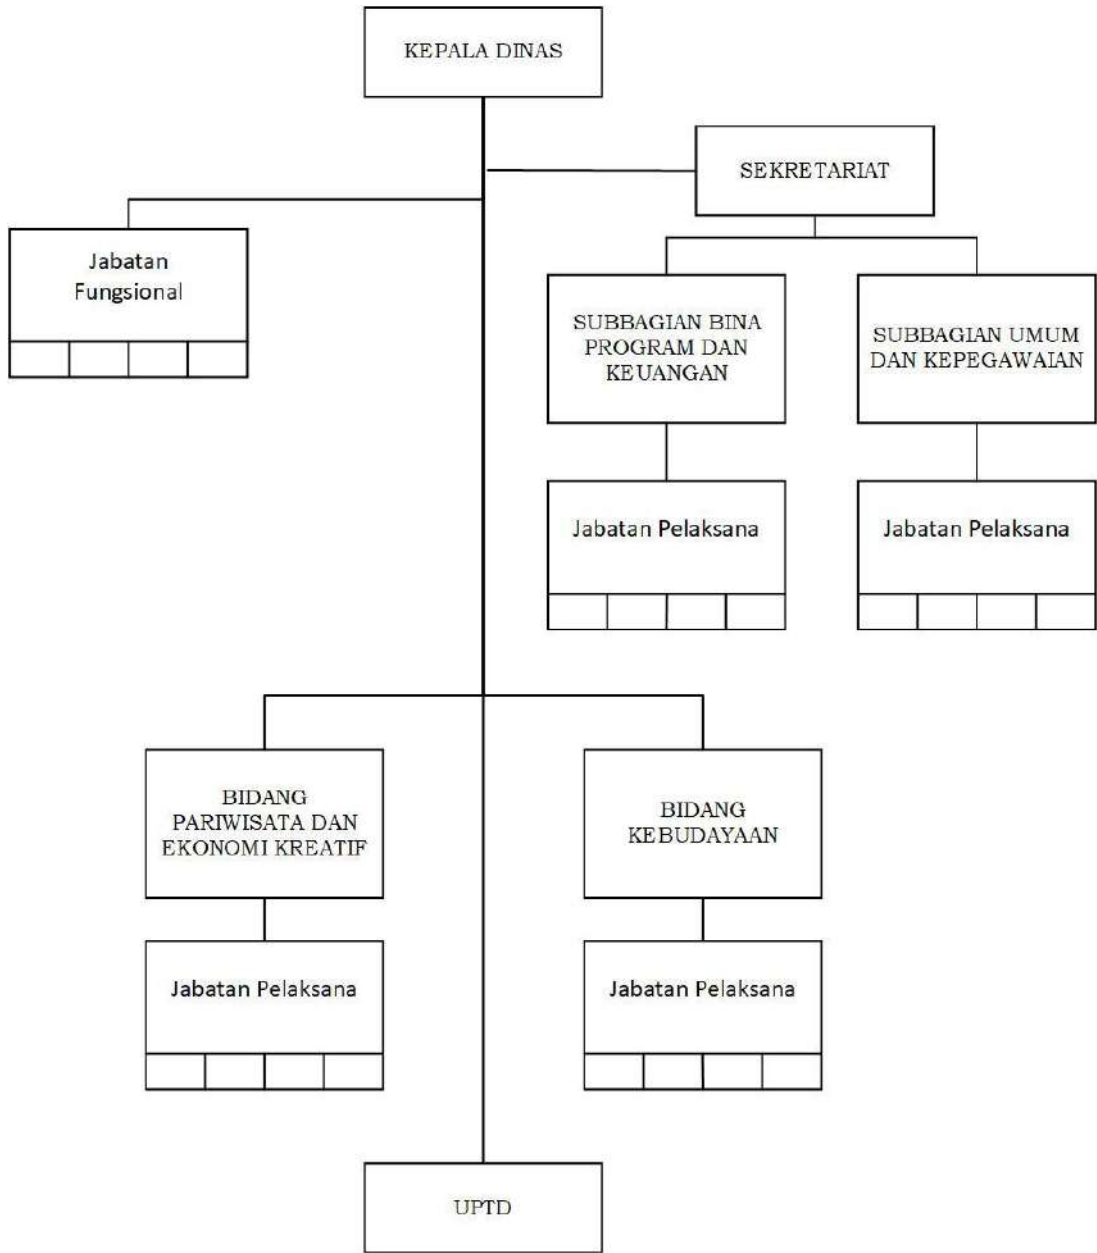 KEPALA DINAS
SEKRETARIAT
Jabatan
Fungsional
SUBBAGIAN BINA
PROGRAM DAN
KEUANGAN
SUBBAGIAN UMUM
DAN KEPEGAWAIAN
Jabatan Pelaksana
Jabatan Pelaksana
BIDANG
PARIWISATA DAN
EKONOMI KREATIF
BIDANG
KEBUDAYAAN
Jabatan Pelaksana
Jabatan Pelaksana
UPTD